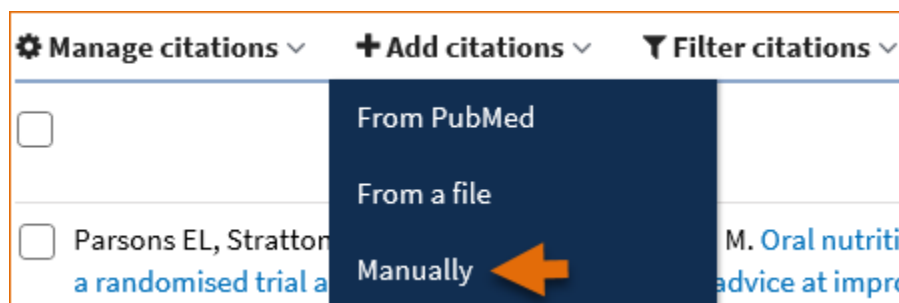 Manage citations
Add citations
Filter citations
From PubMed
From a file
Parsons EL, Stratton M. Oral nutriti
Manually
a randomised trial a advice at impro